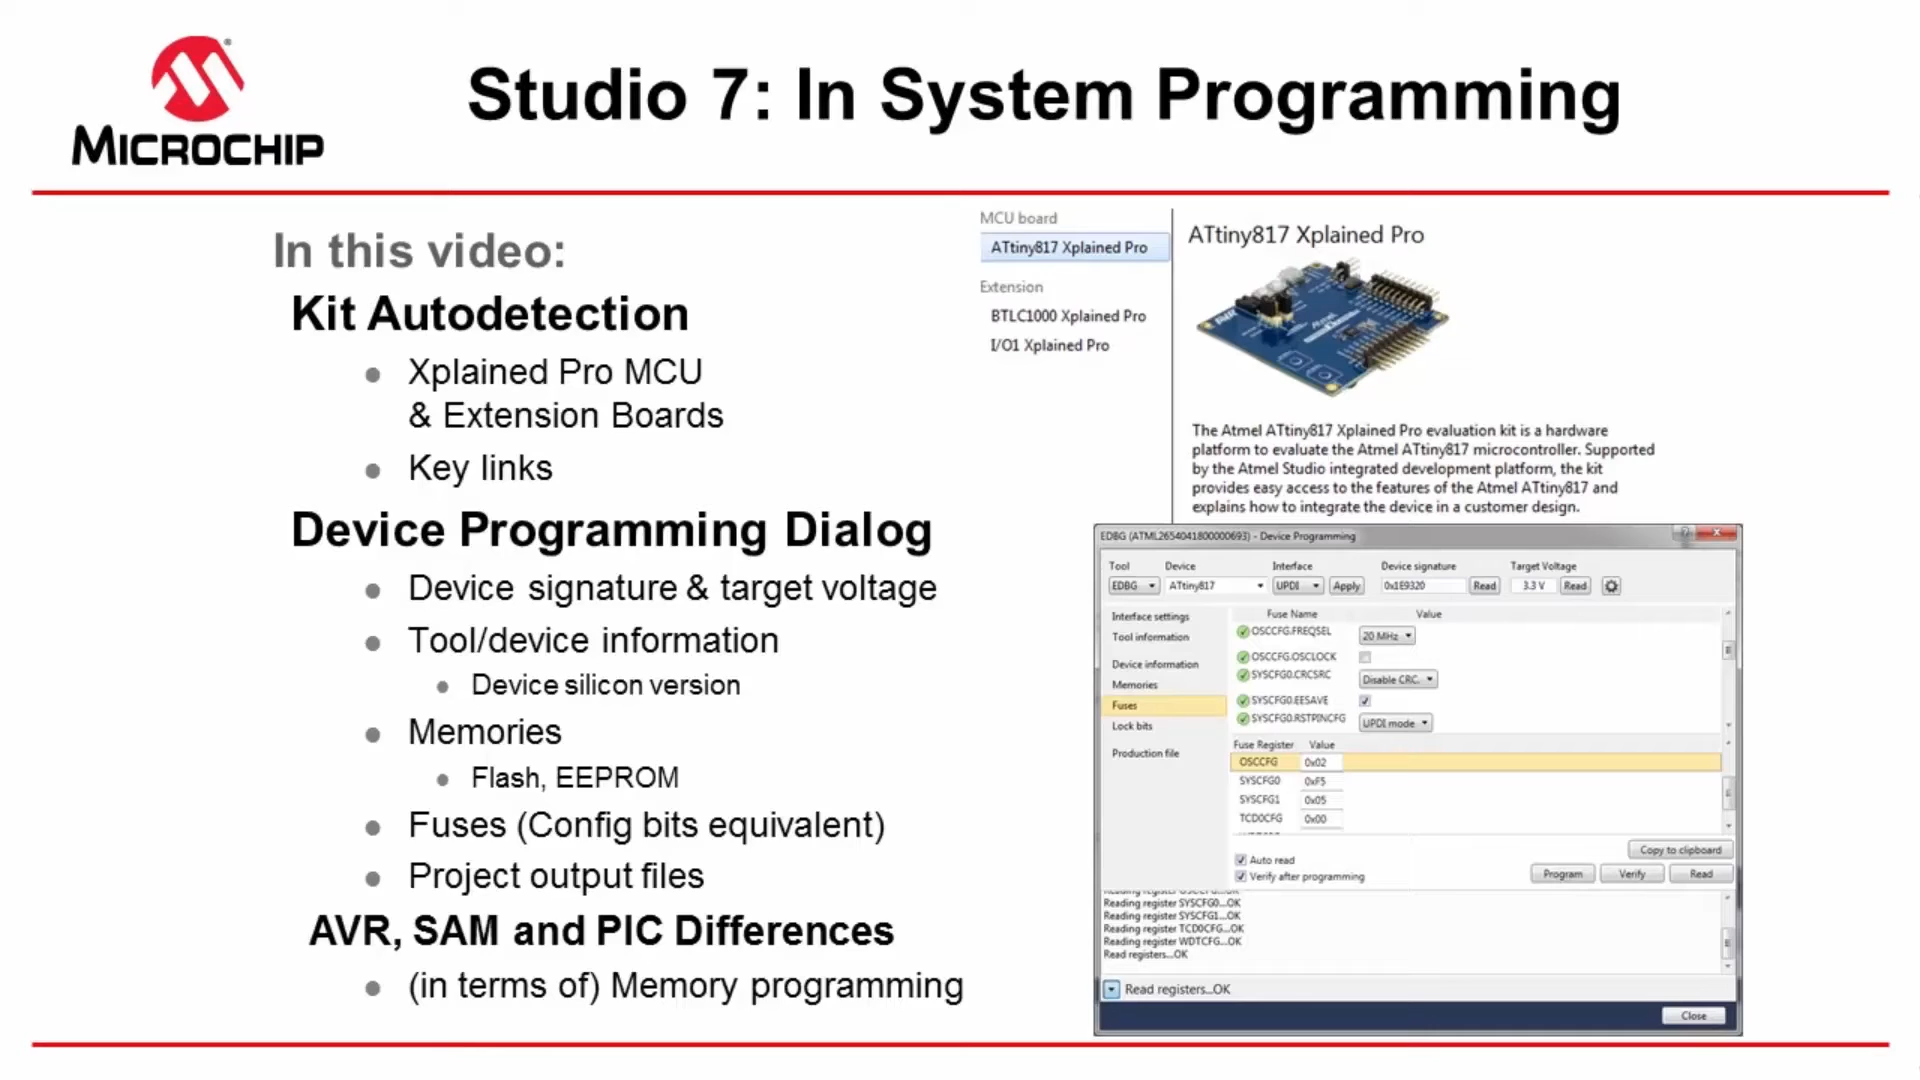 MICROCHIP
Studio 7: In System Programming
In this video:
Kit Autodetection
Xplained Pro MCU
& Extension Boards
Key links
Device Programming Dialog
Device signature & target voltage
Tool/device information
Device silicon version
Memories
Flash, EEPROM
Fuses (Config bits equivalent)
Project output files
AVR, SAM and PIC Differences
(in terms of) Memory programming
MCU board
ATtiny817 Xplained Pro
Extension
BTLC1000 Xplained Pro
I/O1 Xplained Pro
ATtiny817 Xplained Pro
The Atmel ATtiny817 Xplained Pro evaluation kit is a hardware
platform to evaluate the Atmel ATtiny817 microcontroller. Supported
by the Atmel Studio integrated development platform, the kit
provides easy access to the features of the Atmel ATtiny817 and
explains how to integrate the device in a customer design.
EDBG (ATML2654041800000693) - Device Programming
Tool Device Interface Device signature Target Voltage
EDBG ATtiny817 UPDI Apply 0x1E9320 Read 3.3 V Read
Interface settings
Tool information
Device information
Memories
Fuses
Lock bits
Production file
Fuse Name Value
OSCCFG.FREQSEL 20 MHz
OSCCFG.OSCLOCK
SYSCFG0.CRCSRC Disable CRC.
SYSCFG0.EESAVE
SYSCFG0.RSTPINCFG UPDI mode
Fuse Register Value
OSCCFG 0x02
SYSCFG0 0xF5
SYSCFG1 0x05
TCD0CFG 0x00
Copy to clipboard
Auto read
Verify after programming
Program Verify Read
Reading register SYSCFG0...OK
Reading register SYSCFG1...OK
Reading register TCD0CFG...OK
Reading register WDTCFG...OK
Read registers...OK
Read registers...OK
Close